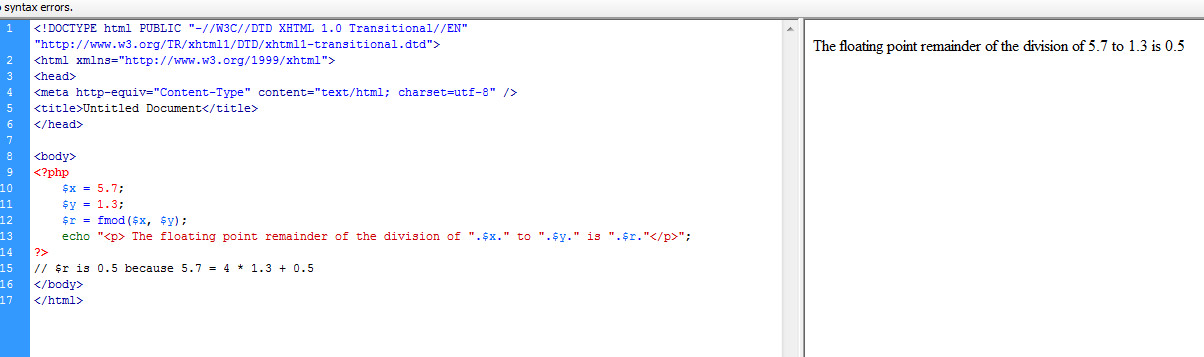 syntax errors.
1 <!DOCTYPE html PUBLIC "-//W3C//DTD XHTML 1.0 Transitional//EN"
"http://www.w3.org/TR/xhtml1/DTD/xhtml1-transitional.dtd">
2 <html xmlns="http://www.w3.org/1999/xhtml">
3 <head>
4 <meta http-equiv="Content-Type" content="text/html; charset=utf-8" />
5 <title>Untitled Document</title>
6 </head>
7
8 <body>
9 <?php
10 $x = 5.7;
11 $y = 1.3;
12 $r = fmod($x, $y);
13 echo "<p> The floating point remainder of the division of ".$x." to ".$y." is ".$r."</p>";
14 ?>
15 // $r is 0.5 because 5.7 = 4 * 1.3 + 0.5
16 </body>
17 </html>
The floating point remainder of the division of 5.7 to 1.3 is 0.5